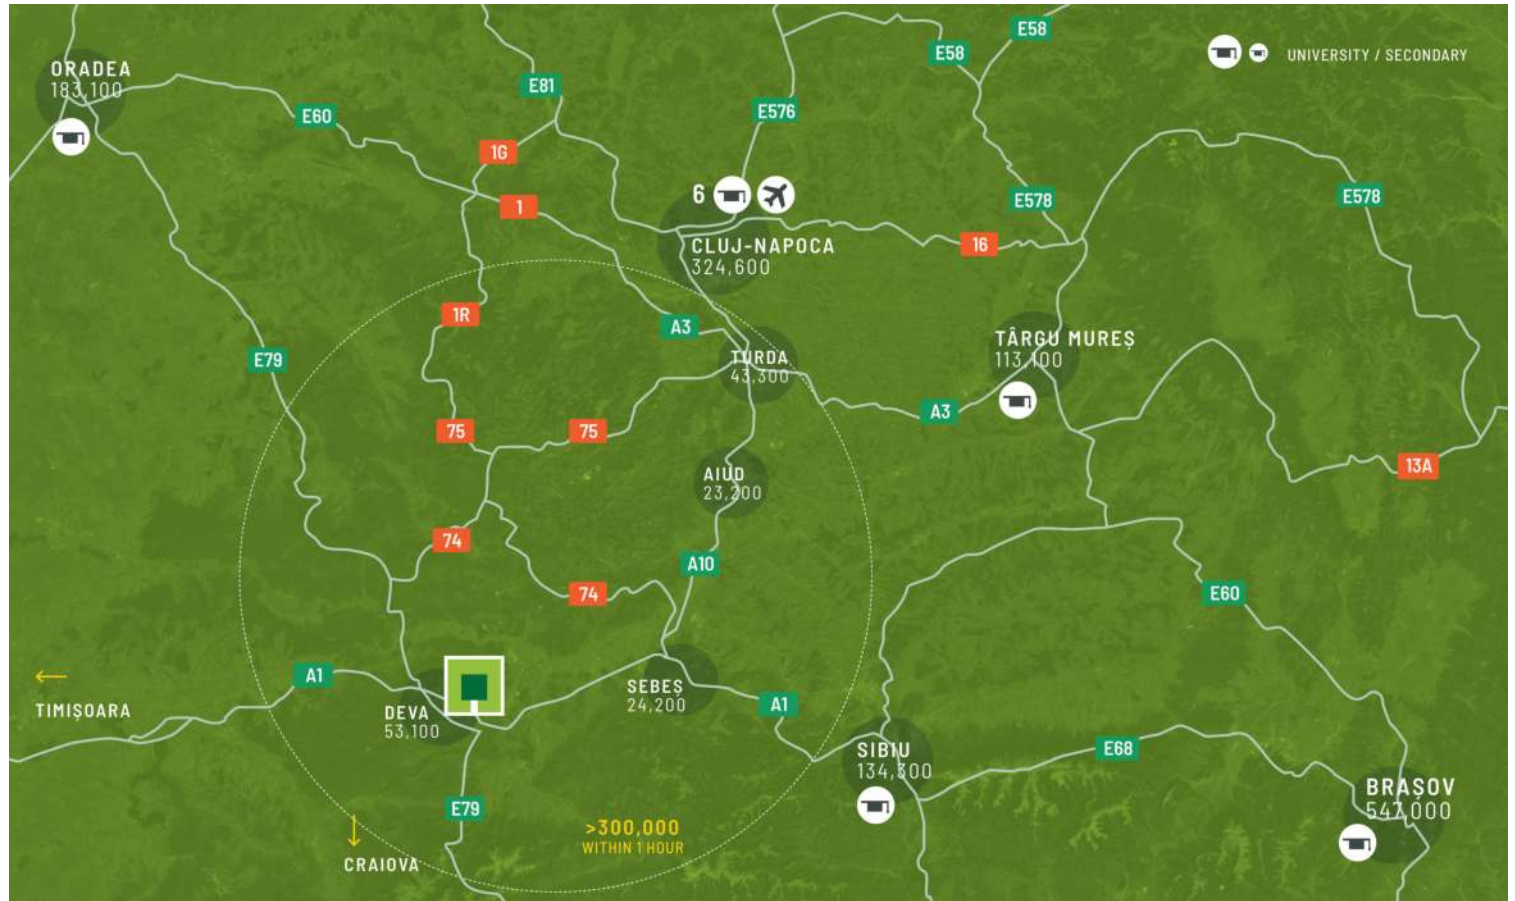 E58
E58
UNIVERSITY / SECONDARY
ORADEA
183,100
E81
E60
E576
1G
6
E578
E578
1
CLUJ-NAPOCA
324,600
16
1R
A3
TÂRGU MUREȘ
113,100
E79
TURDA
43,300
A3
75
75
13A
AIUD
23,200
74
A10
74
E60
A1
TIMIȘOARA
DEVA
53,100
SEBEȘ
24,200
A1
SIBIU
134,300
E68
BRAȘOV
547,000
E79
>300,000
WITHIN 1 HOUR
CRAIOVA